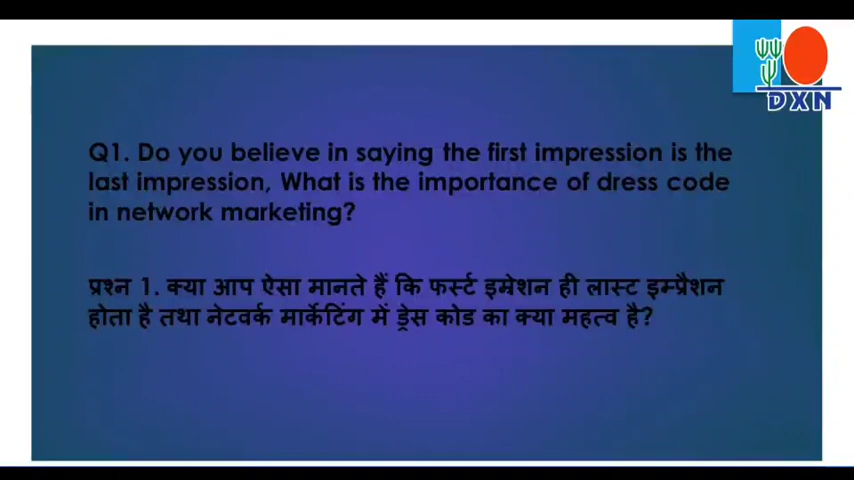 DXN
Q1. Do you believe in saying the first impression is the
last impression, What is the importance of dress code
in network marketing?
प्रश्न 1. क्या आप ऐसा मानते हैं कि फर्स्ट इम्प्रेशन ही लास्ट इम्प्रैशन
होता है तथा नेटवर्क मार्केटिंग में ड्रेस कोड का क्या महत्व है?